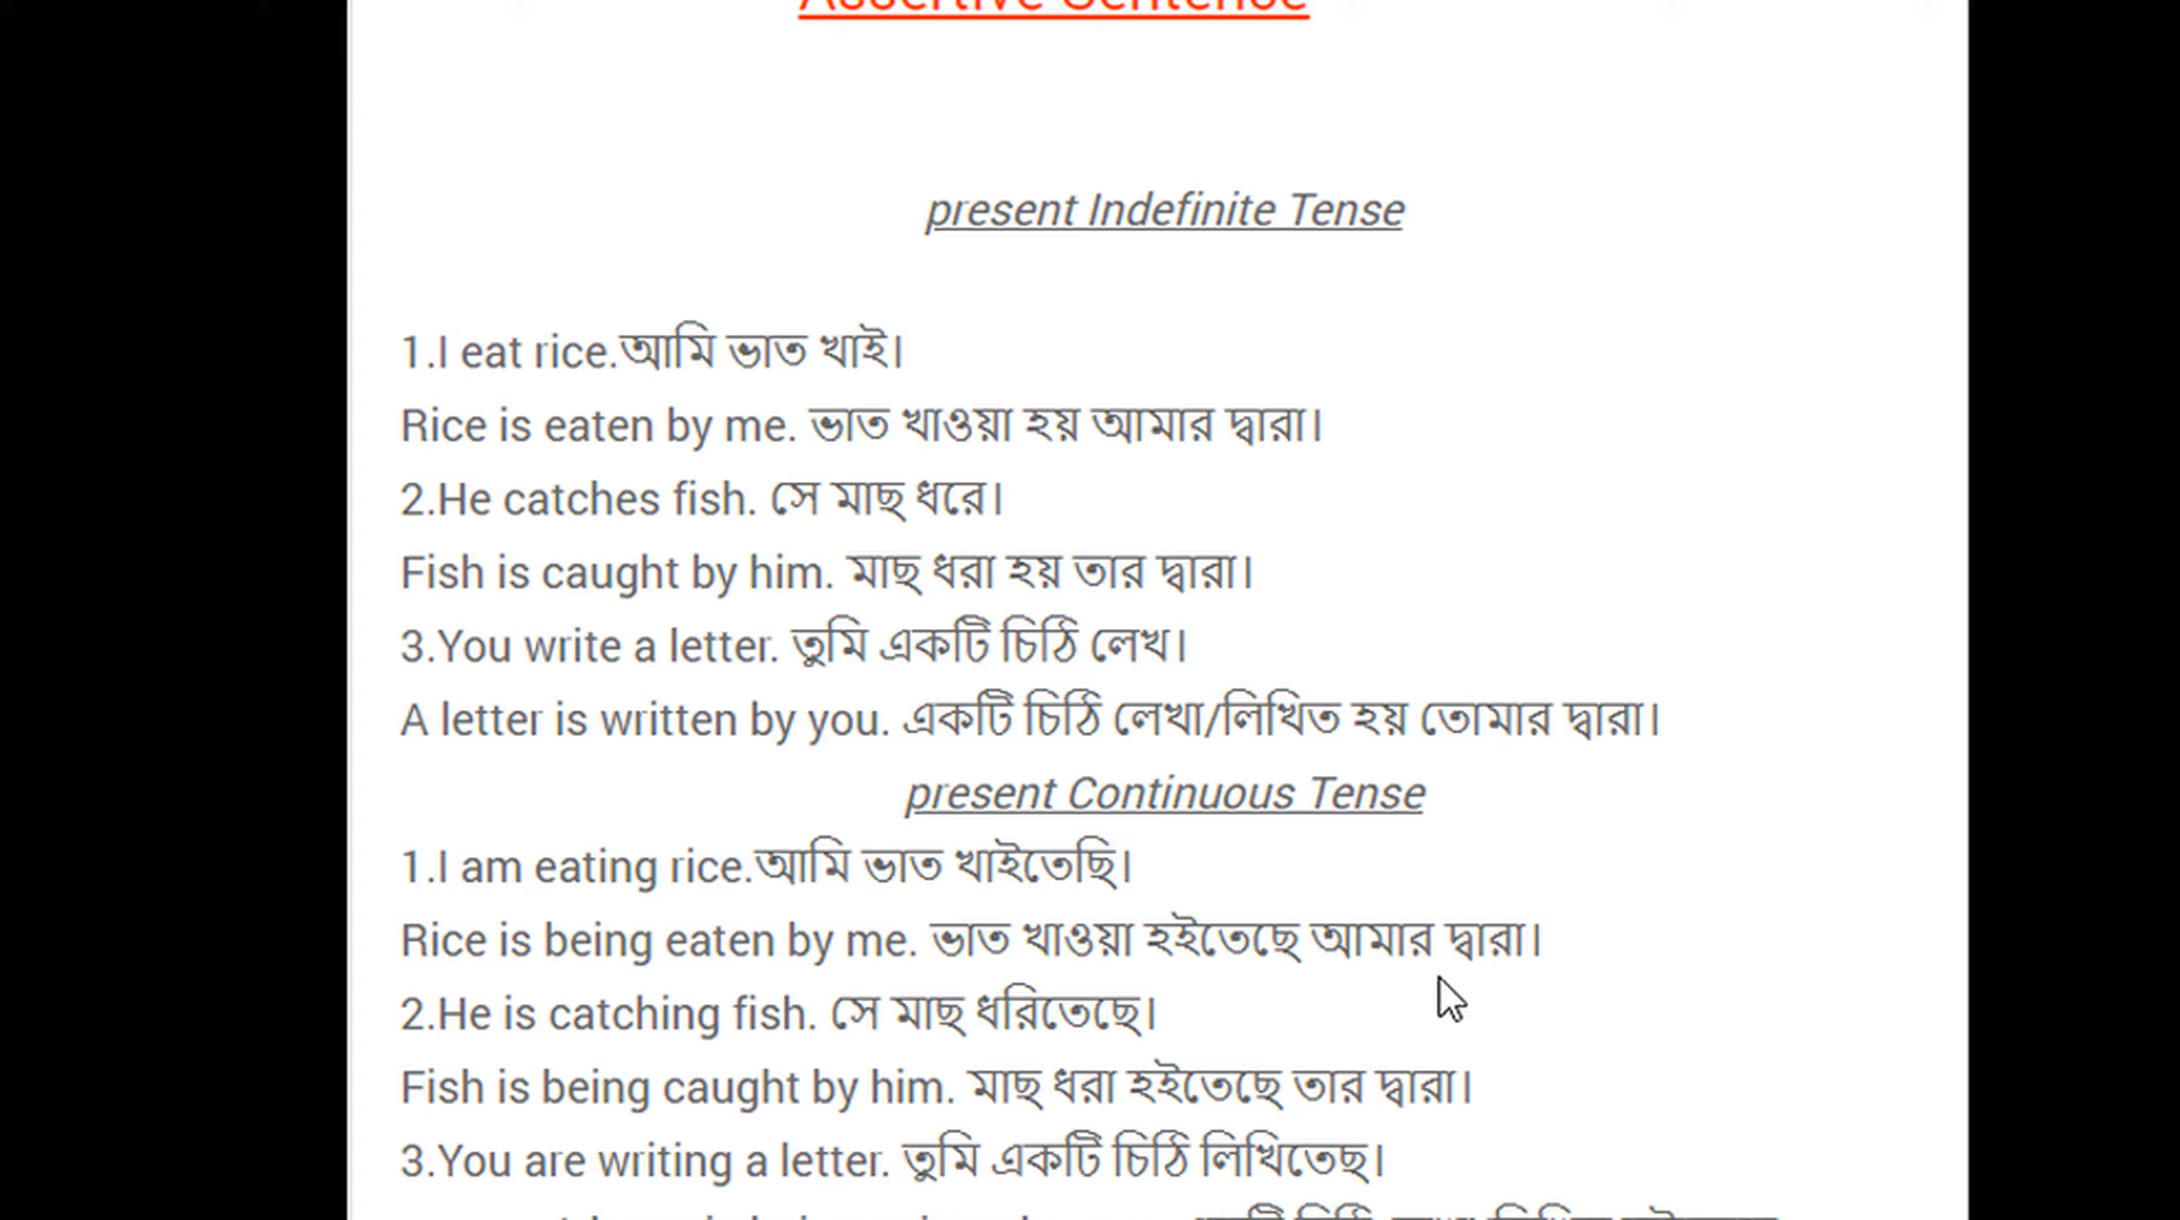 Assertive Sentence
present Indefinite Tense
1.I eat rice.আমি ভাত খাই।
Rice is eaten by me. ভাত খাওয়া হয় আমার দ্বারা।
2.He catches fish. সে মাছ ধরে।
Fish is caught by him. মাছ ধরা হয় তার দ্বারা।
3.You write a letter. তুমি একটি চিঠি লেখ।
A letter is written by you. একটি চিঠি লেখা/লিখিত হয় তোমার দ্বারা।
present Continuous Tense
1.I am eating rice.আমি ভাত খাইতেছি।
Rice is being eaten by me. ভাত খাওয়া হইতেছে আমার দ্বারা।
2.He is catching fish. সে মাছ ধরিতেছে।
Fish is being caught by him. মাছ ধরা হইতেছে তার দ্বারা।
3.You are writing a letter. তুমি একটি চিঠি লিখিতেছ।